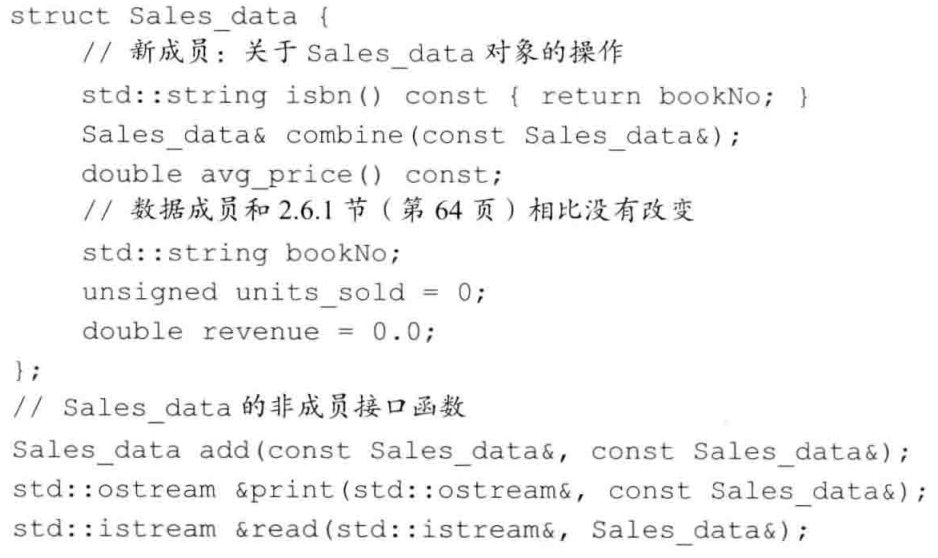 struct Sales_data {
    // 新成员：关于 Sales_data 对象的操作
    std::string isbn() const { return bookNo; }
    Sales_data& combine(const Sales_data&);
    double avg_price() const;
    // 数据成员和 2.6.1 节（第 64 页）相比没有改变
    std::string bookNo;
    unsigned units_sold = 0;
    double revenue = 0.0;
};
// Sales_data 的非成员接口函数
Sales_data add(const Sales_data&, const Sales_data&);
std::ostream &print(std::ostream&, const Sales_data&);
std::istream &read(std::istream&, Sales_data&);